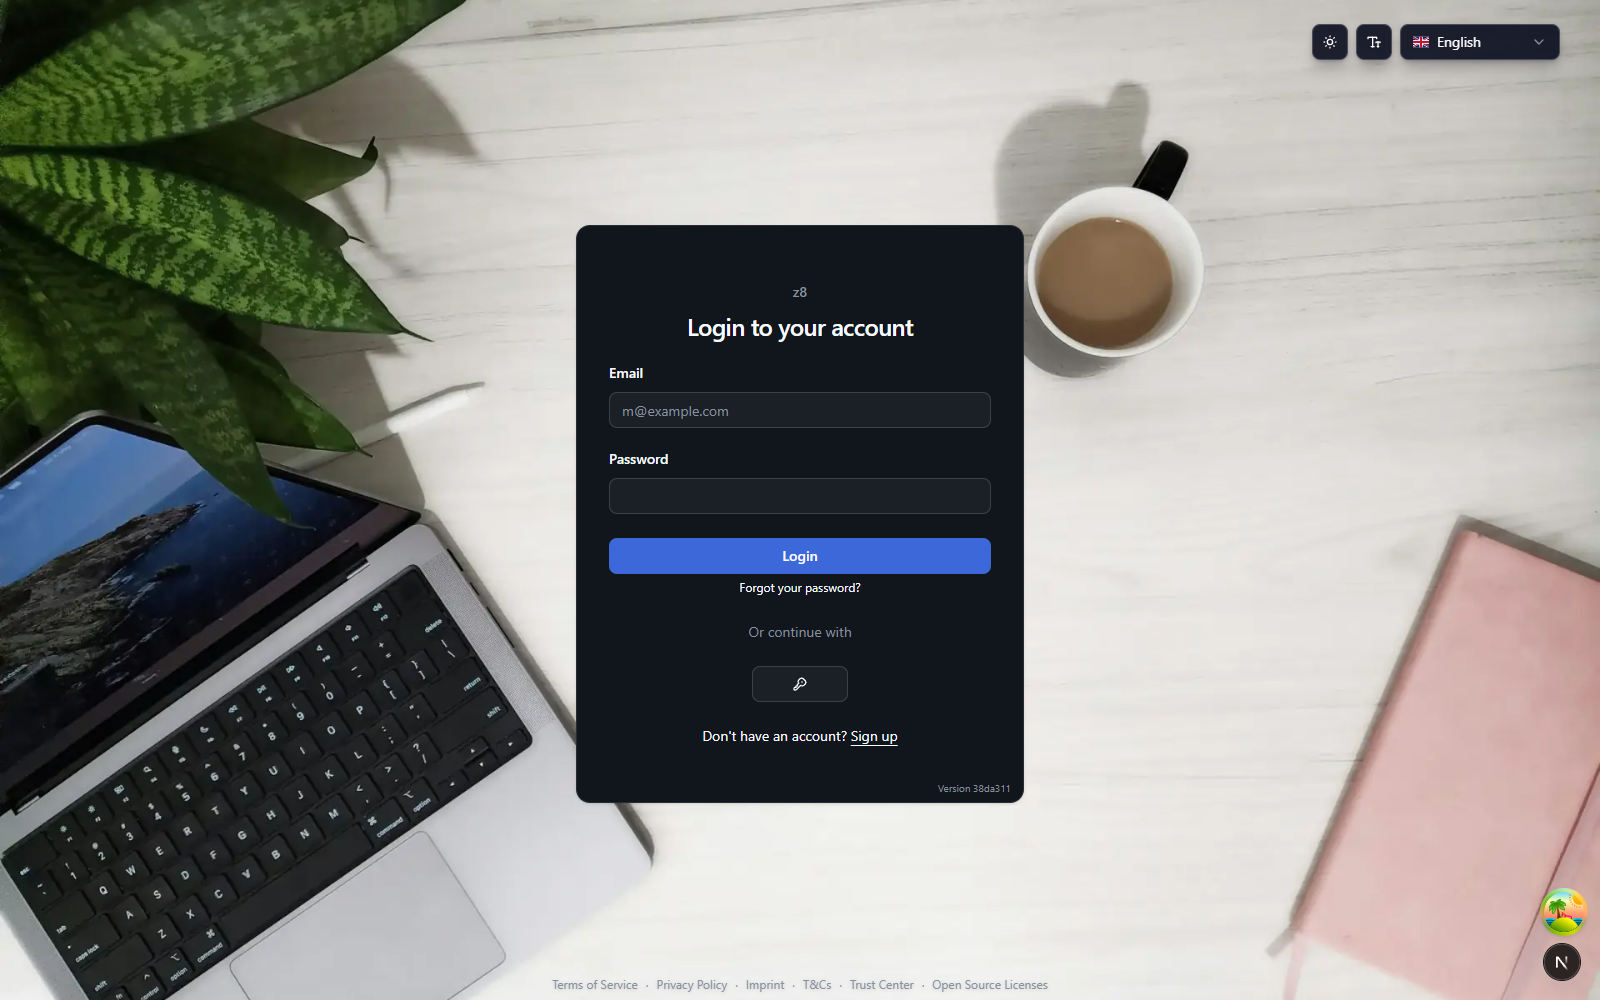 English
z8
Login to your account
Email
m@example.com
Password
Login
Forgot your password?
Or continue with
Don't have an account? Sign up
Version 38da311
Terms of Service · Privacy Policy · Imprint · T&Cs · Trust Center · Open Source Licenses
N